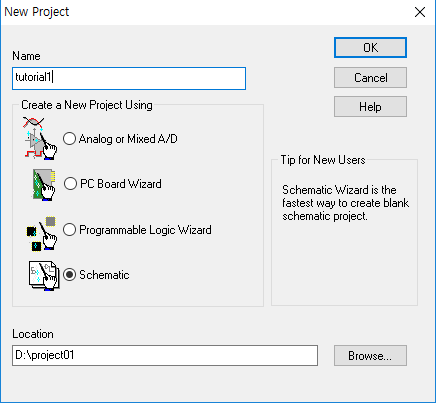 New Project
Name
OK
tutorial1
Cancel
Help
Create a New Project Using
Analog or Mixed A/D
PC Board Wizard
Programmable Logic Wizard
Schematic
Tip for New Users
Schematic Wizard is the
fastest way to create blank
schematic project.
Location
D:\project01
Browse...